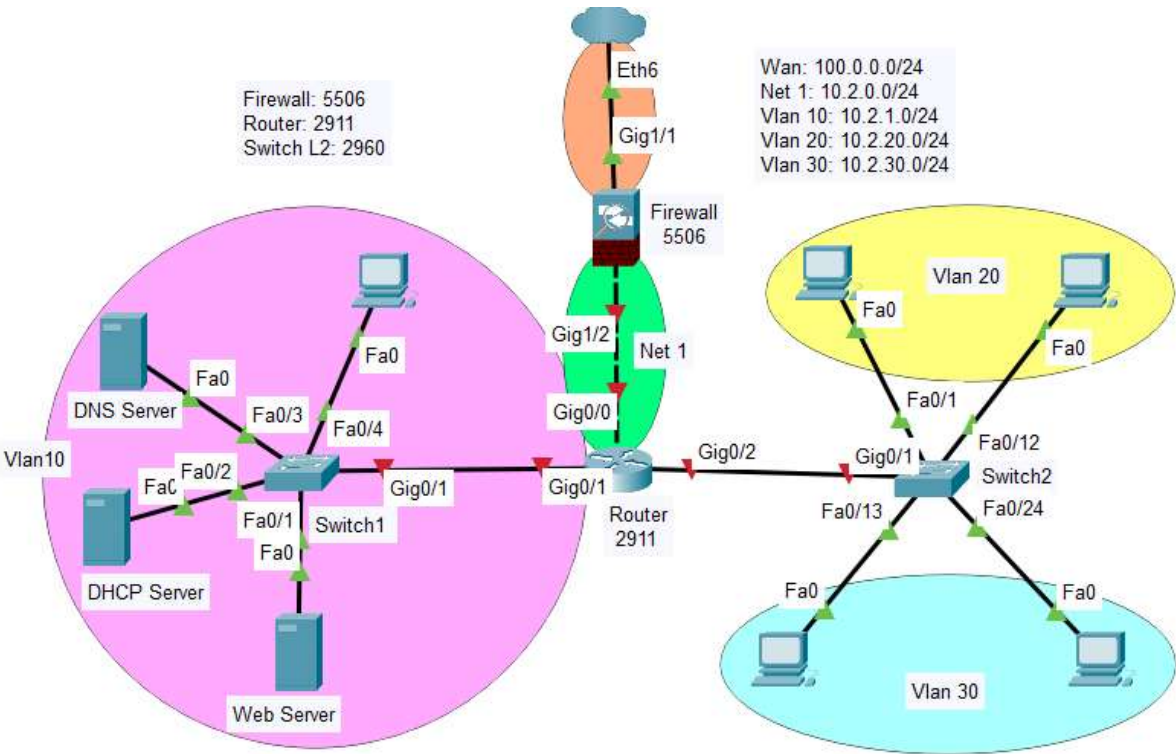 Eth6
Wan: 100.0.0.0/24
Net 1: 10.2.0.0/24
Vlan 10: 10.2.1.0/24
Vlan 20: 10.2.20.0/24
Vlan 30: 10.2.30.0/24
Firewall: 5506
Router: 2911
Switch L2: 2960
Gig1/1
Firewall
5506
Vlan 20
Fa0
Fa0
Gig1/2
Net 1
Fa0
Fa0
DNS Server
Fa0/3
Fa0/4
Gig0/0
Fa0/1
Fa0/12
Vlan10
Fa0/2
Gig0/1
Gig0/1
Gig0/2
Gig0/1
Switch2
Fa0/1
Switch1
Fa0
Router
2911
Fa0/13
Fa0/24
DHCP Server
Fa0
Fa0
Web Server
Vlan 30